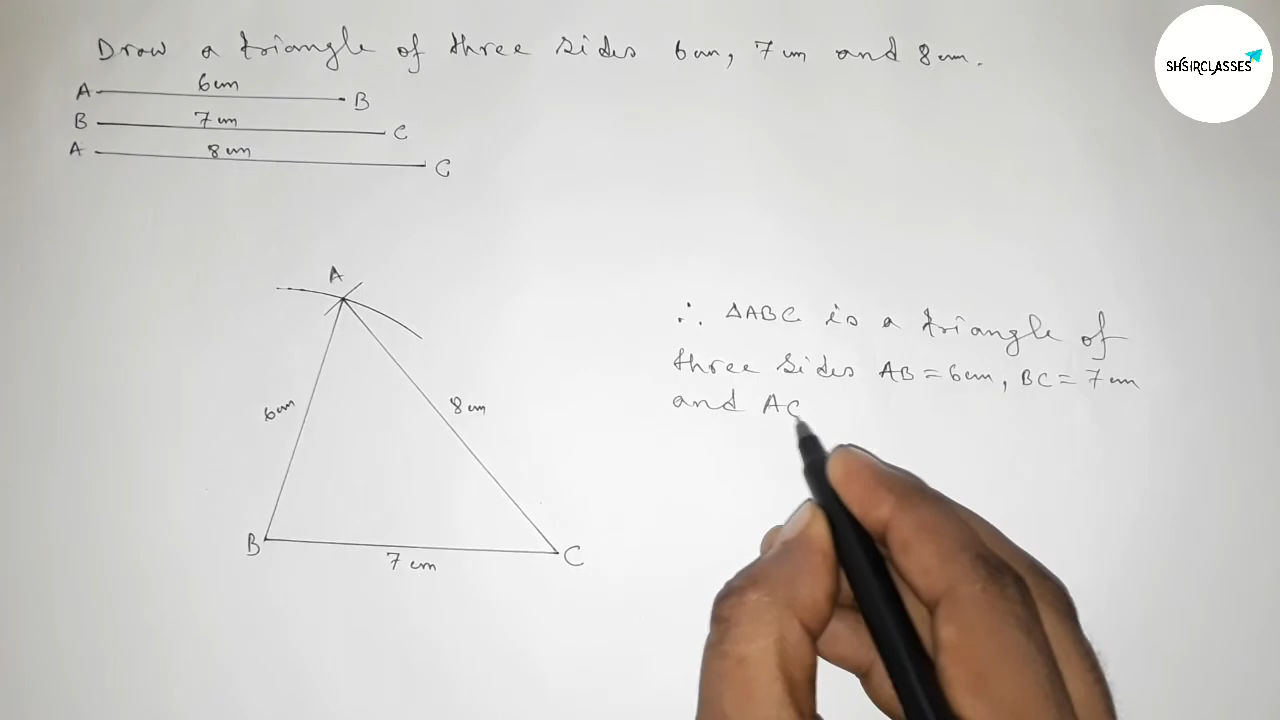 Draw a triangle of three sides 6cm, 7cm and 8cm.
SHSIRCLASSES
A 6cm B
B 7cm C
A 8cm C
A
6cm
8cm
B
7cm
C
∴ ΔABC is a triangle of
three sides AB = 6cm, BC = 7cm
and AC